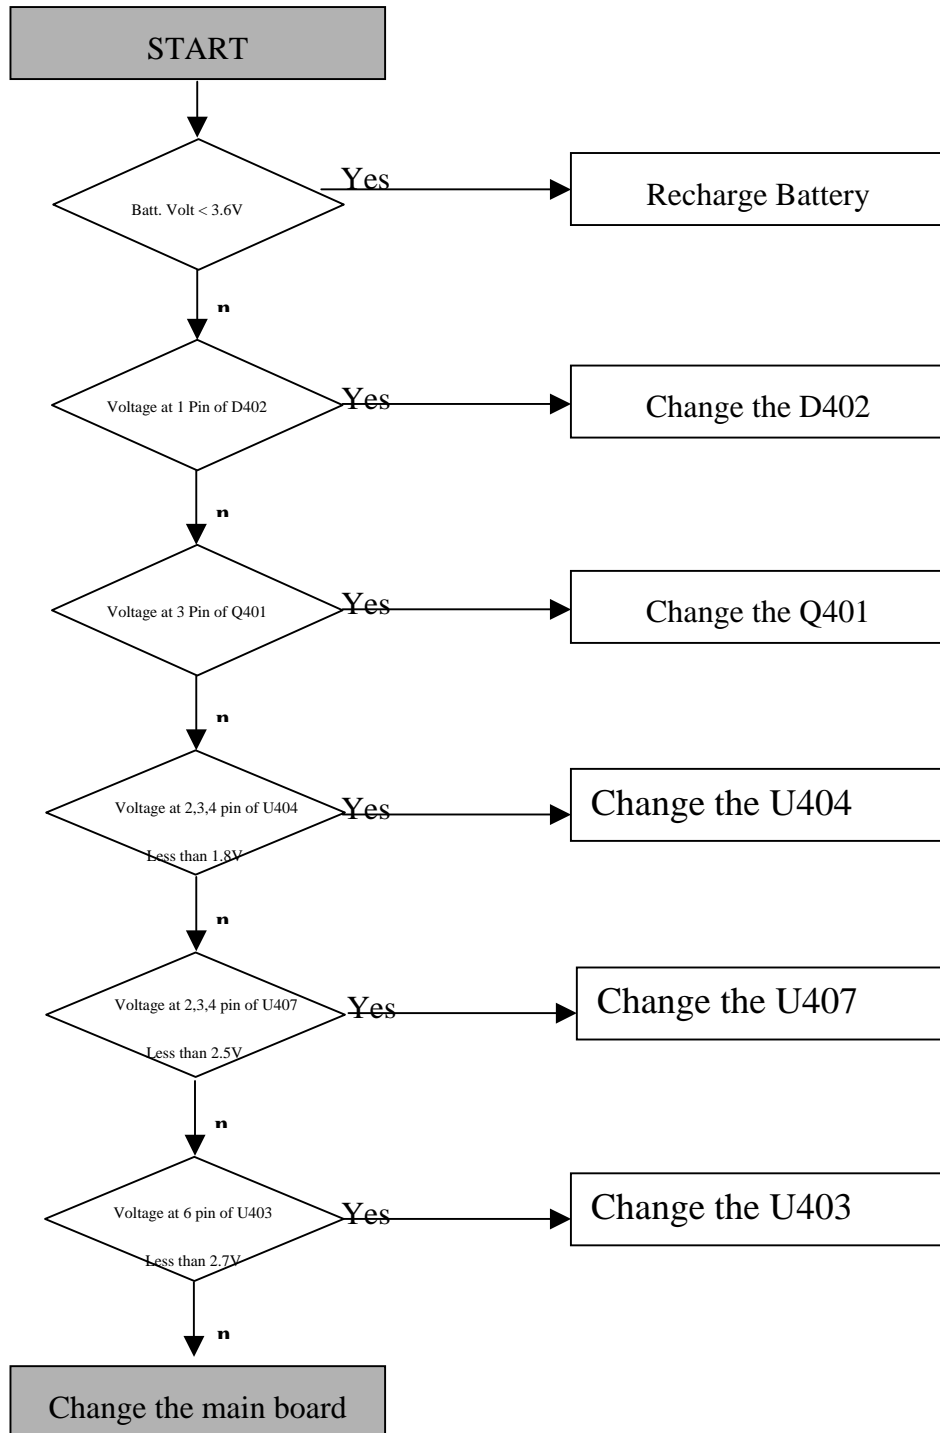 START
Yes
Batt. Volt < 3.6V
Recharge Battery
n
Voltage at 1 Pin of D402
Yes
Change the D402
n
Voltage at 3 Pin of Q401
Yes
Change the Q401
n
Voltage at 2,3,4 pin of U404
Less than 1.8V
Yes
Change the U404
n
Voltage at 2,3,4 pin of U407
Less than 2.5V
Yes
Change the U407
n
Voltage at 6 pin of U403
Less than 2.7V
Yes
Change the U403
n
Change the main board